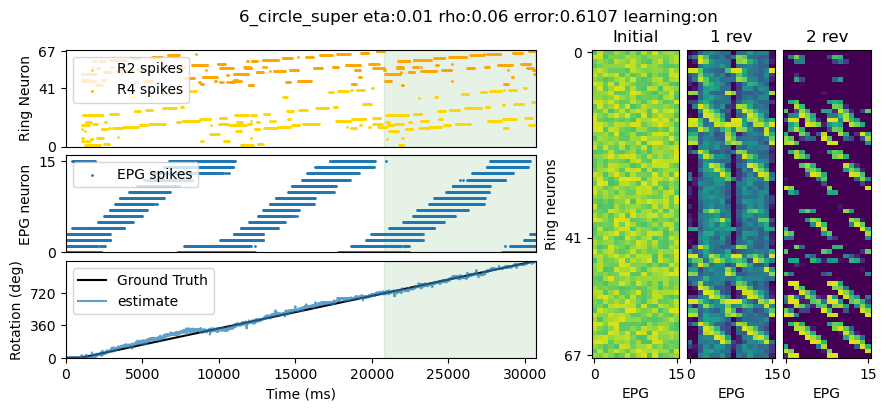 6_circle_super eta:0.01 rho:0.06 error:0.6107 learning:on
Ring Neuron
67
41
0
R2 spikes
R4 spikes
EPG neuron
15
0
EPG spikes
Rotation (deg)
720
360
0
Ground Truth
estimate
0 5000 10000 15000 20000 25000 30000
Time (ms)
Initial 1 rev 2 rev
Ring neurons
0
41
67
0 15 0 15 0 15
EPG EPG EPG